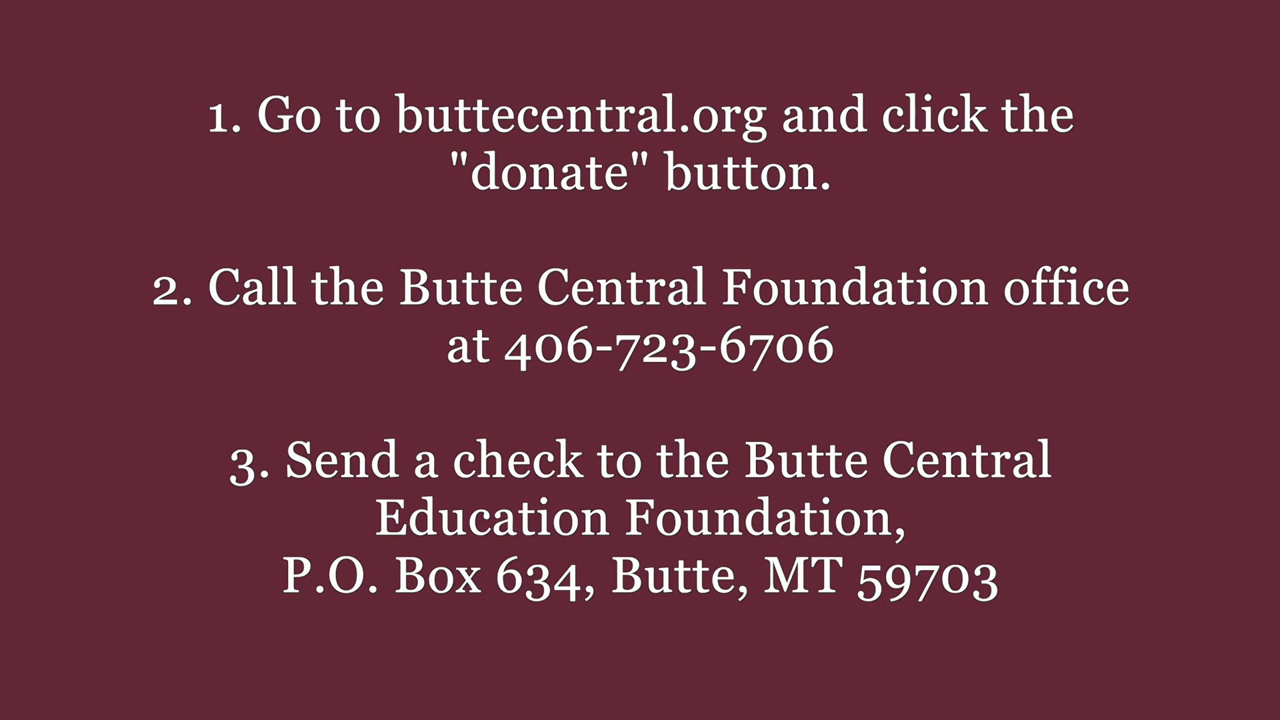 1. Go to buttecentral.org and click the
"donate" button.
2. Call the Butte Central Foundation office
at 406-723-6706
3. Send a check to the Butte Central
Education Foundation,
P.O. Box 634, Butte, MT 59703